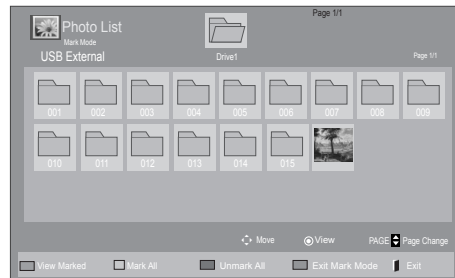 Page 1/1
Photo List
Mark Mode
USB External
Drive1
Page 1/1
001 002 003 004 005 006 007 008 009
010 011 012 013 014 015
Move View PAGE Page Change
View Marked Mark All Unmark All Exit Mark Mode Exit